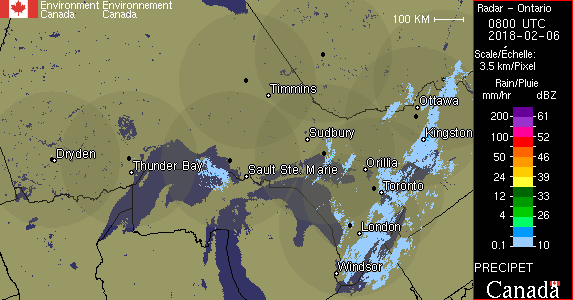 Environment Environnement
Canada Canada
100 KM
Timmins
Ottawa
Sudbury
Kingston
Dryden
Thunder Bay
Sault Ste. Marie
Orillia
Toronto
London
Windsor
Radar - Ontario
0800 UTC
2018-02-06
Scale/Échelle:
3.5 km/Pixel
Rain/Pluie
mm/hr dBZ
200 61
100 52
50 46
24 39
12 33
4 26
0.1 10
PRECIPET
Canada